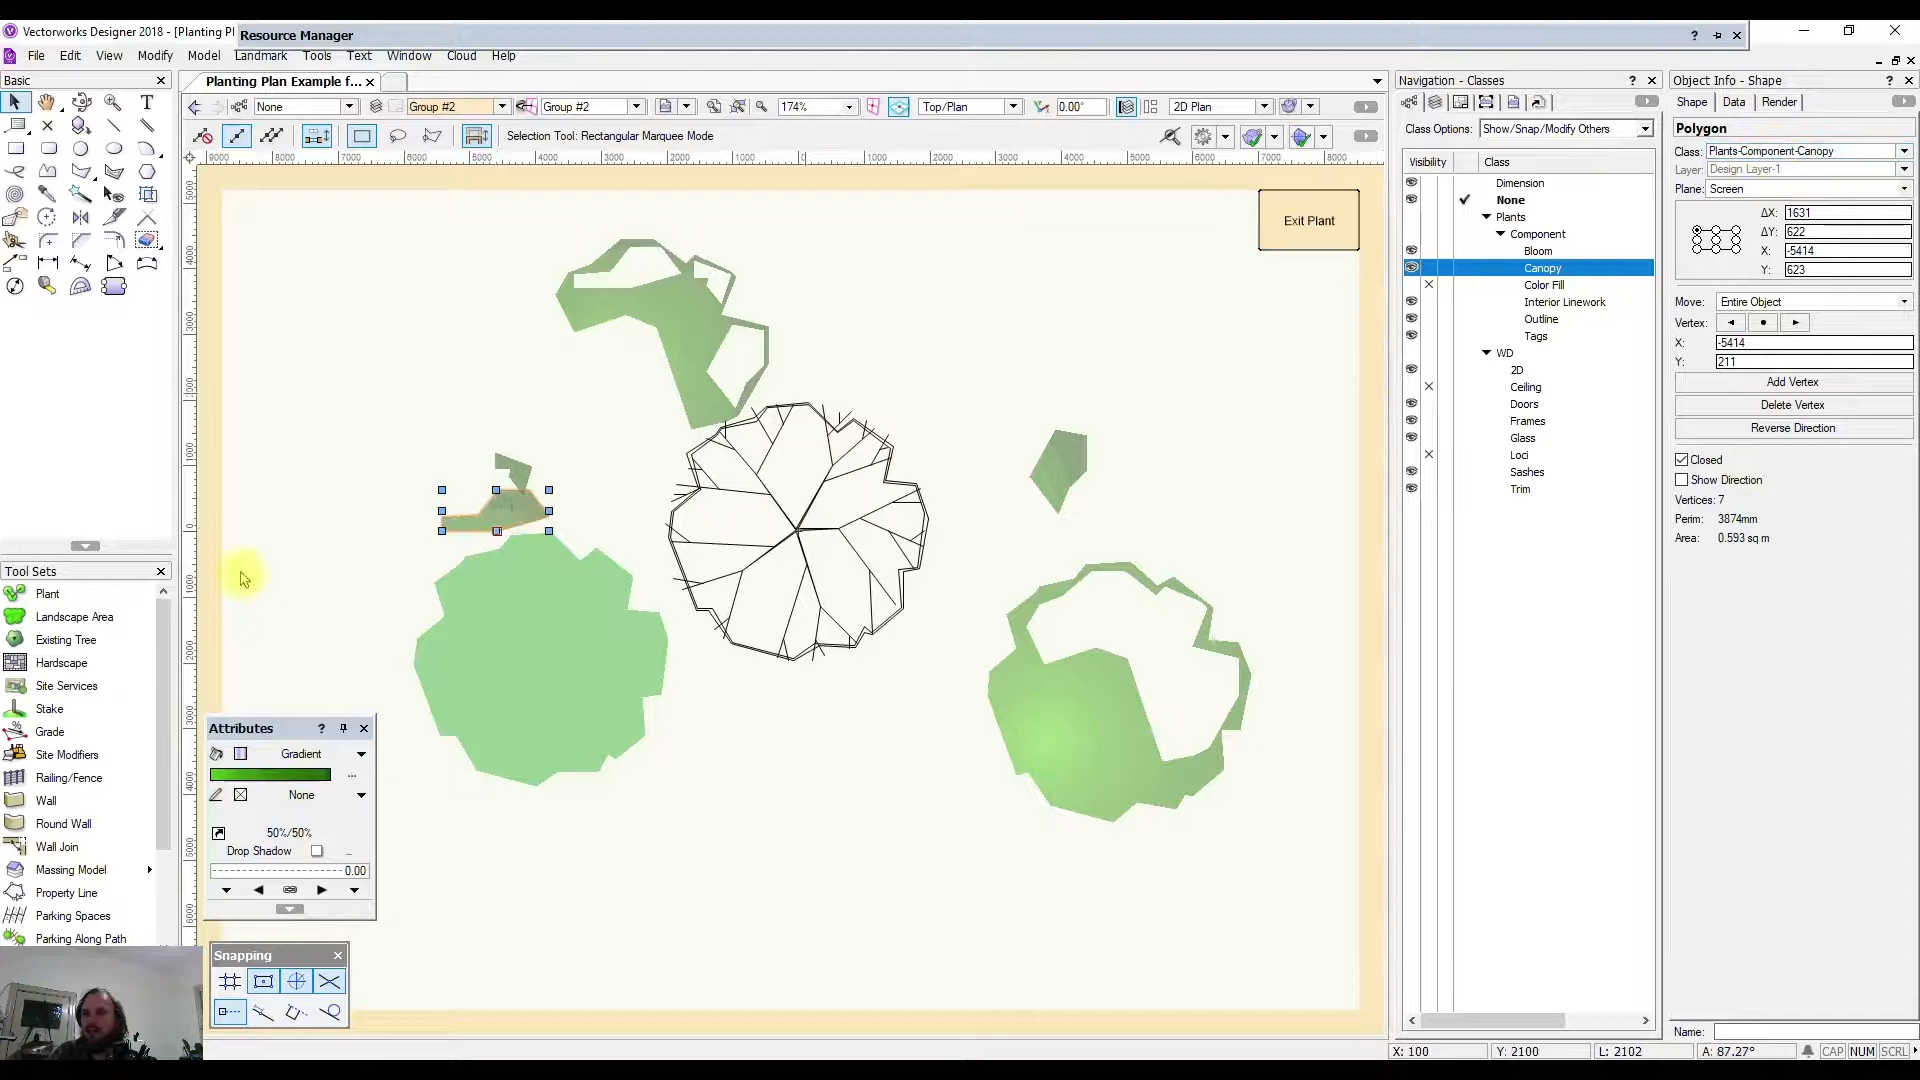 Vectorworks Designer 2018 - [Planting Pl
Resource Manager
File Edit View Modify Model Landmark Tools Text Window Cloud Help
Basic
Planting Plan Example f...
None
Group #2
Group #2
174%
Top/Plan
0.00°
2D Plan
Selection Tool: Rectangular Marquee Mode
Exit Plant
Tool Sets
Plant
Landscape Area
Existing Tree
Hardscape
Site Services
Stake
Grade
Site Modifiers
Railing/Fence
Wall
Round Wall
Wall Join
Massing Model
Property Line
Parking Spaces
Parking Along Path
Attributes
Gradient
None
50%/50%
Drop Shadow
0.00
Snapping
Navigation - Classes
Class Options: Show/Snap/Modify Others
Visibility Class
Dimension
None
Plants
Component
Bloom
Canopy
Color Fill
Interior Linework
Outline
Tags
WD
2D
Ceiling
Doors
Frames
Glass
Loci
Sashes
Trim
Object Info - Shape
Shape Data Render
Polygon
Class: Plants-Component-Canopy
Layer: Design Layer-1
Plane: Screen
ΔX: 1631
ΔY: 622
X: -5414
Y: 623
Move: Entire Object
Vertex:
X: -5414
Y: 211
Add Vertex
Delete Vertex
Reverse Direction
Closed
Show Direction
Vertices: 7
Perim: 3874mm
Area: 0.593 sq m
Name:
X: 100 Y: 2100 L: 2102 A: 87.27° CAP NUM SCRL